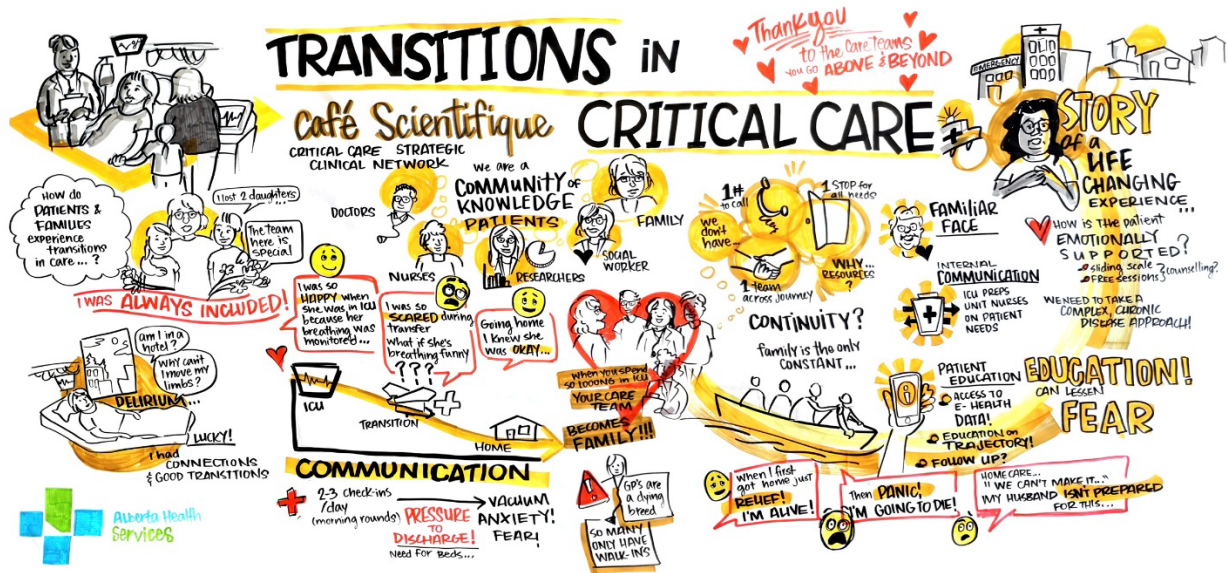 TRANSITIONS IN
CRITICAL CARE
Thank you
to the Care Teams
YOU GO ABOVE & BEYOND
Café Scientifique
CRITICAL CARE STRATEGIC
CLINICAL NETWORK
HOW DO
PATIENTS &
FAMILIES
experience
transitions
in care...?
I lost 2 daughters
The team
here is
special
I WAS ALWAYS INCLUDED!
am I in a
hotel?
Why can't
I move my
limbs?
DELIRIUM...
LUCKY!
I had
CONNECTIONS
& GOOD TRANSITIONS
Alberta Health
Services
we are a
COMMUNITY OF
KNOWLEDGE
DOCTORS
PATIENTS
FAMILY
NURSES
RESEARCHERS
SOCIAL
WORKER
I was so
HAPPY when
she was in ICU
because her
breathing was
monitored...
I was so
SCARED during
transfer
What if she's
breathing funny
???
Going home
I knew she
was OKAY...
ICU
TRANSITION
HOME
COMMUNICATION
2-3 check-ins
/day
(morning rounds)
PRESSURE
TO
DISCHARGE!
Need for Beds...
VACUUM
ANXIETY!
FEAR!
when you spend
so looong in ICU
YOUR CARE
TEAM
BECOMES
FAMILY!!!
GP's are
a dying
breed
SO MANY
ONLY HAVE
WALK-INS
we
don't
have...
1#
to call
1 STOP for
all needs
WHY...
RESOURCES
?
1 team
across journey
CONTINUITY?
family is the only
CONSTANT...
FAMILIAR
FACE
INTERNAL
COMMUNICATION
ICU PREPS
UNIT NURSES
ON PATIENT
NEEDS
PATIENT
EDUCATION
ACCESS TO
E-HEALTH
DATA!
EDUCATION on
TRAJECTORY!
FOLLOW UP?
when I first
got home just
RELIEF!
I'M ALIVE!
Then PANIC!
I'M GOING TO DIE!
HOME CARE...
! WE CAN'T MAKE IT...
MY HUSBAND ISN'T PREPARED
FOR THIS...
EMERGENCY
STORY
of a
LIFE
CHANGING
EXPERIENCE...
HOW IS THE patient
EMOTIONALLY
SUPPORTED?
sliding scale
FREE sessions
counselling?
WE NEED TO TAKE A
COMPLEX, CHRONIC
DISEASE APPROACH!
EDUCATION!
CAN LESSEN
FEAR